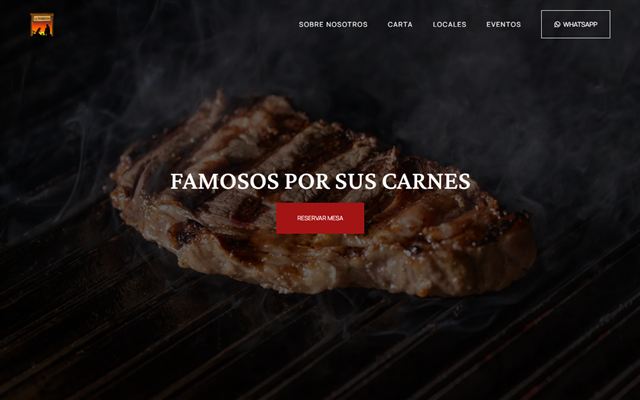 SOBRE NOSOTROS
CARTA
LOCALES
EVENTOS
WHATSAPP
FAMOSOS POR SUS CARNES
RESERVAR MESA